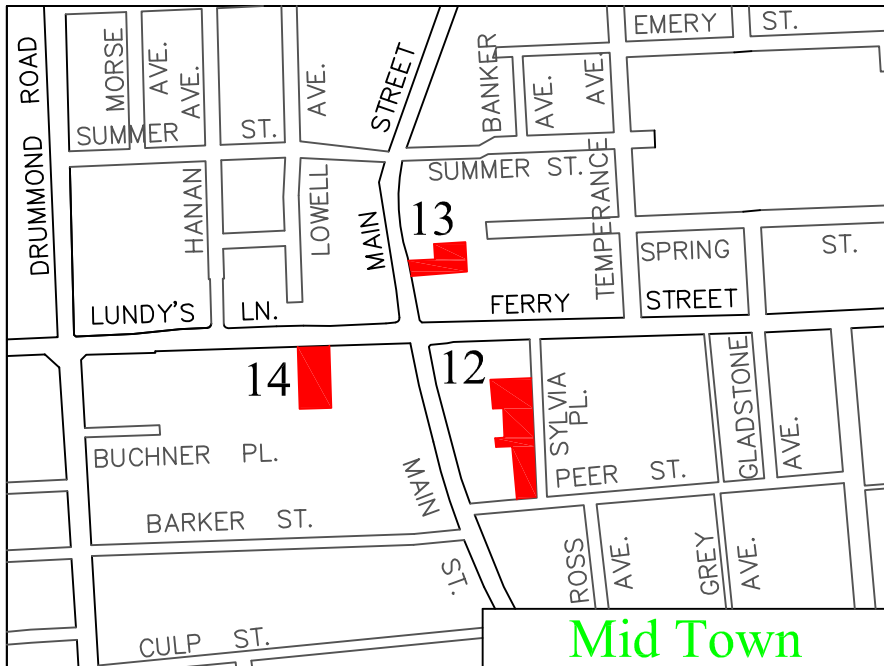 DRUMMOND ROAD
MORSE AVE.
HANAN AVE.
LOWELL AVE.
MAIN STREET
BANKER AVE.
TEMPERANCE AVE.
EMERY ST.
SUMMER ST.
SUMMER ST.
13
SPRING ST.
LUNDY'S LN.
FERRY STREET
14
12
SYLVIA PL.
GLADSTONE AVE.
BUCHNER PL.
PEER ST.
MAIN ST.
BARKER ST.
ROSS AVE.
GREY AVE.
CULP ST.
Mid Town